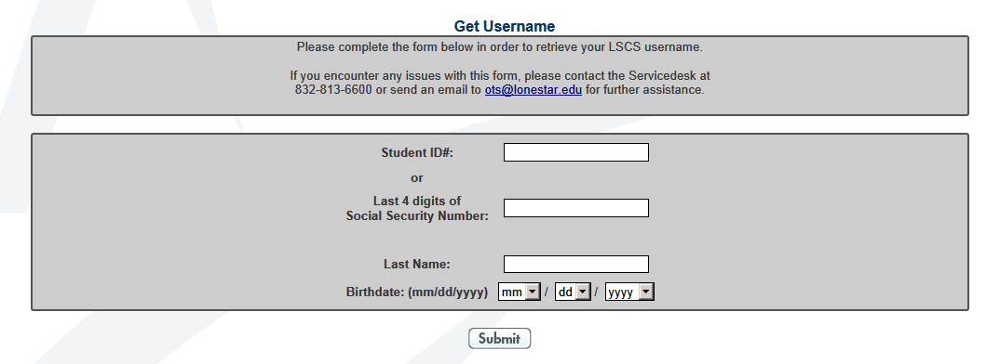 Get Username
Please complete the form below in order to retrieve your LSCS username.
If you encounter any issues with this form, please contact the Servicedesk at
832-813-6600 or send an email to ots@lonestar.edu for further assistance.
Student ID#:
or
Last 4 digits of
Social Security Number:
Last Name:
Birthdate: (mm/dd/yyyy) mm / dd / yyyy
Submit